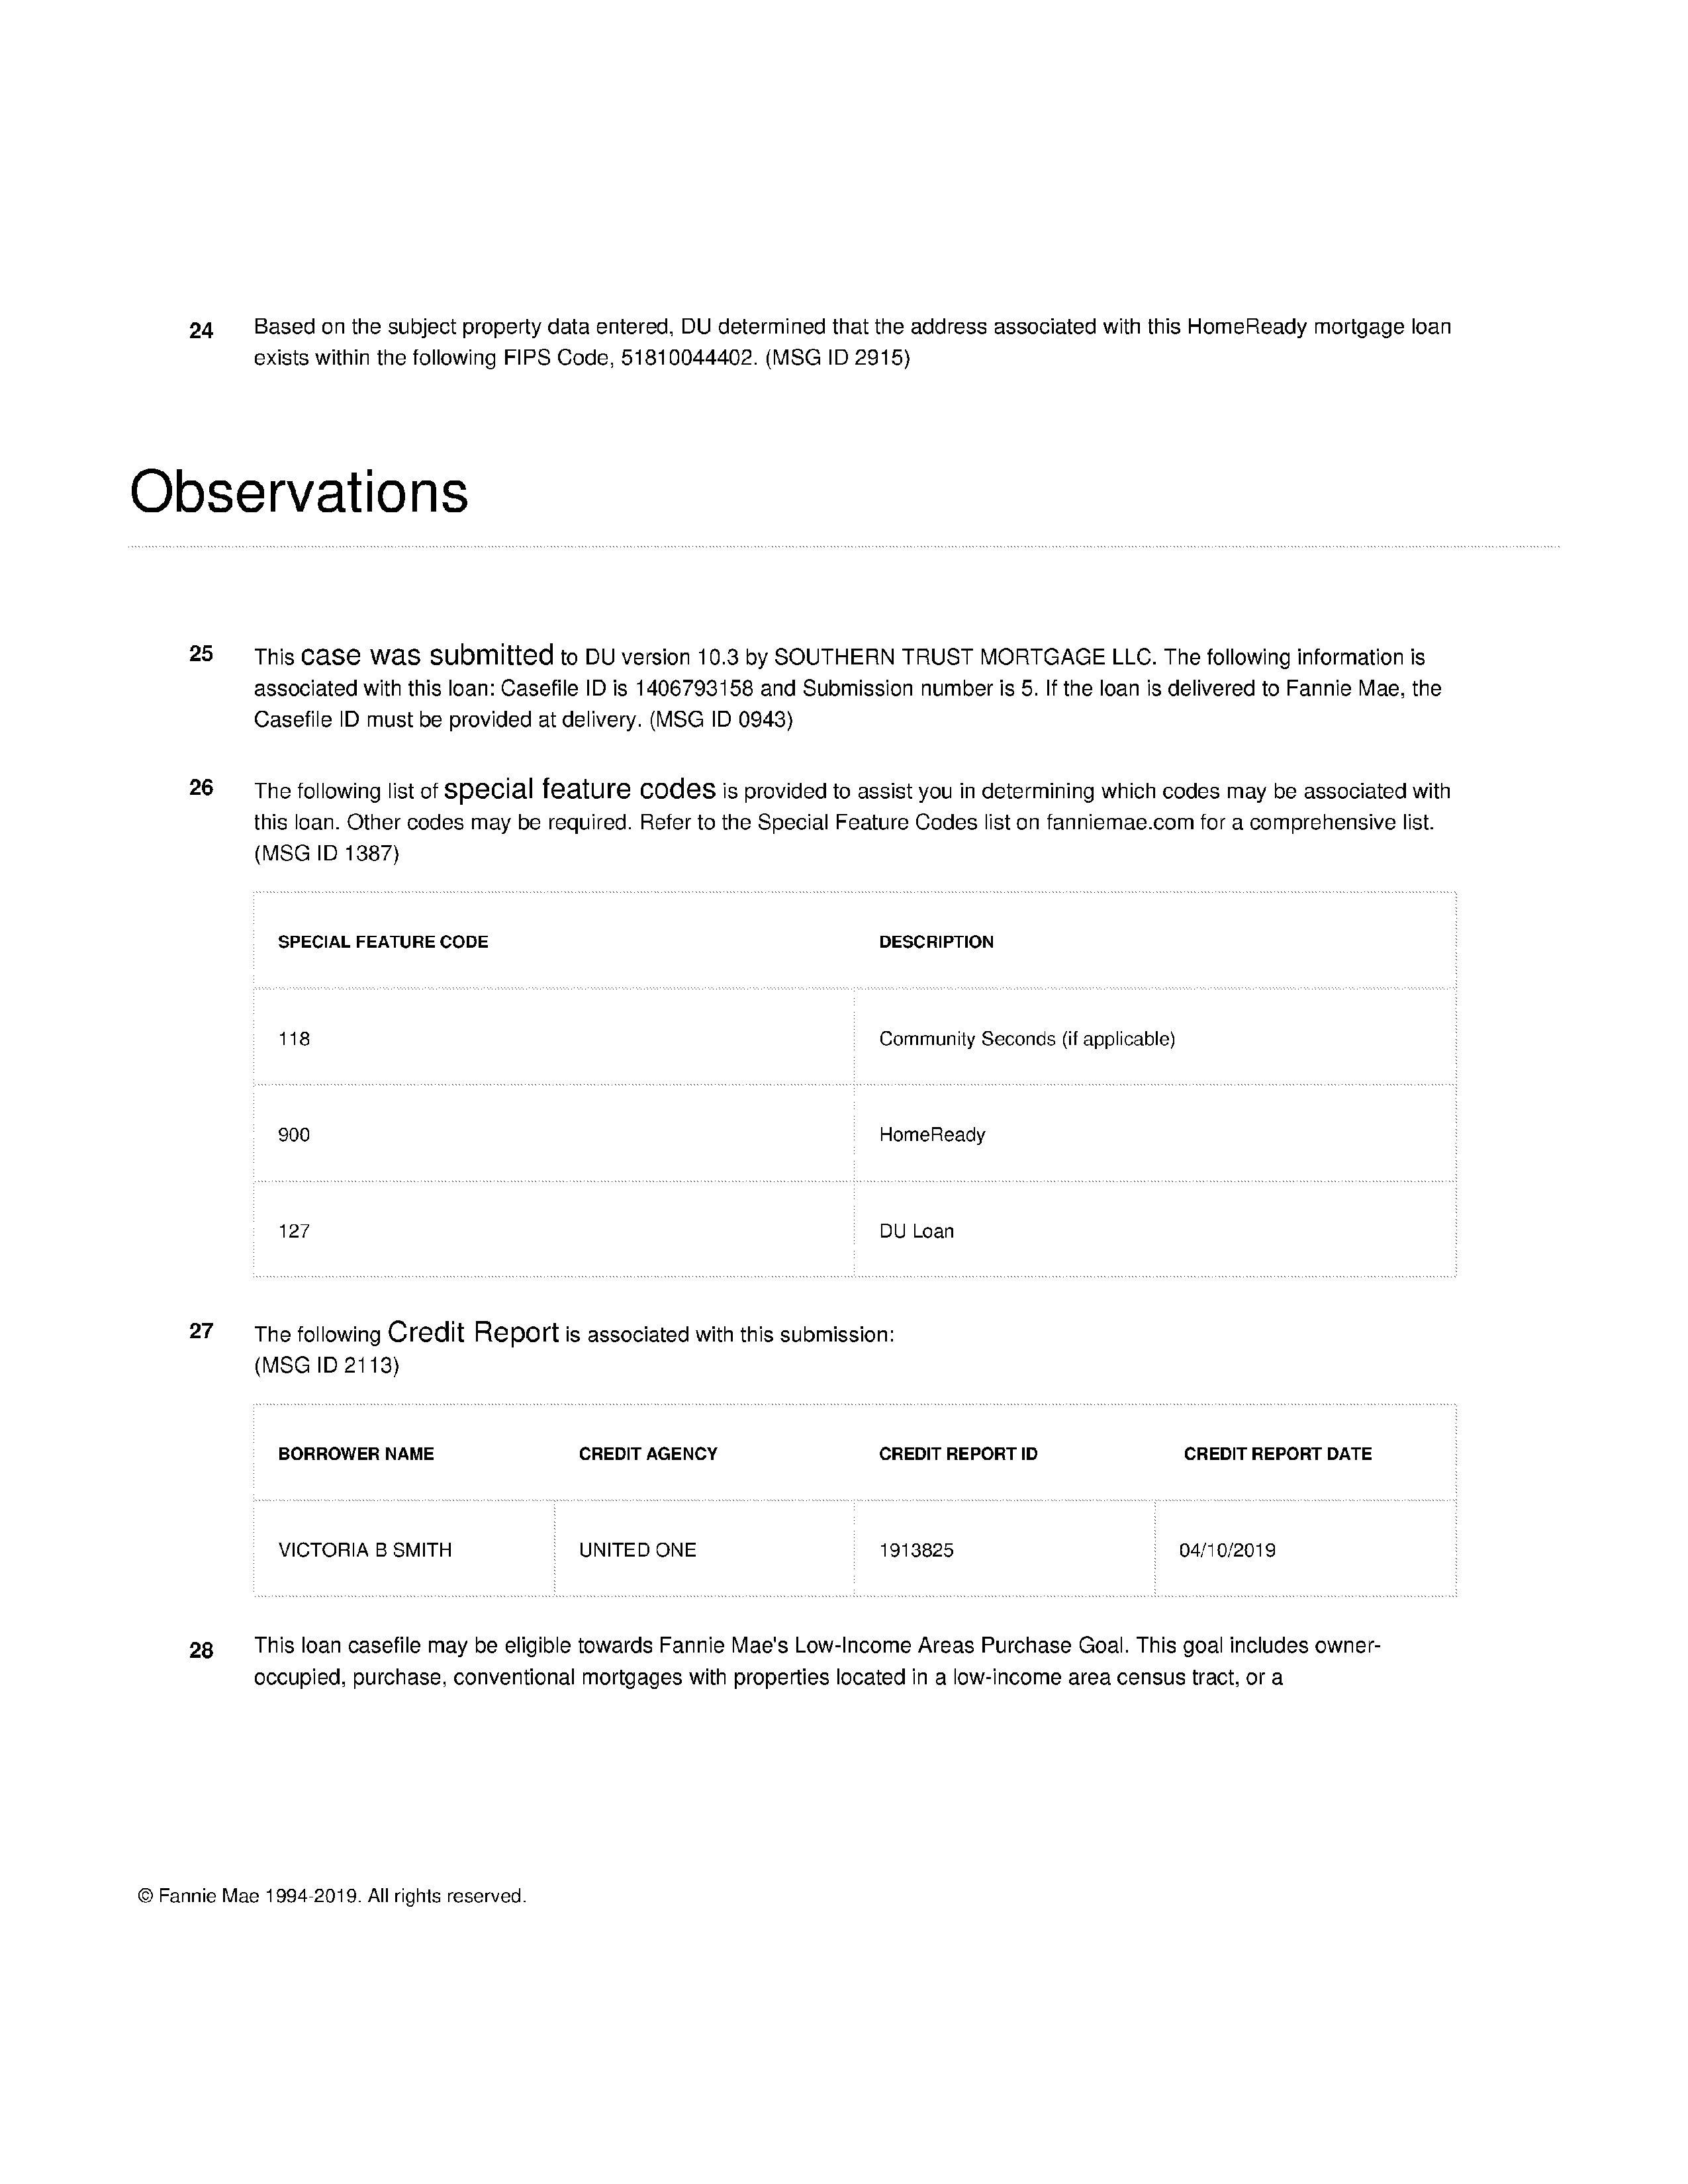 24 Based on the subject property data entered, DU determined that the address associated with this HomeReady mortgage loan
exists within the following FIPS Code, 51810044402. (MSG ID 2915)
Observations
25 This case was submitted to DU version 10.3 by SOUTHERN TRUST MORTGAGE LLC. The following information is
associated with this loan: Casefile ID is 1406793158 and Submission number is 5. If the loan is delivered to Fannie Mae, the
Casefile ID must be provided at delivery. (MSG ID 0943)
26 The following list of special feature codes is provided to assist you in determining which codes may be associated with
this loan. Other codes may be required. Refer to the Special Feature Codes list on fanniemae.com for a comprehensive list.
(MSG ID 1387)
SPECIAL FEATURE CODE DESCRIPTION
118 Community Seconds (if applicable)
900 HomeReady
127 DU Loan
27 The following Credit Report is associated with this submission:
(MSG ID 2113)
BORROWER NAME CREDIT AGENCY CREDIT REPORT ID CREDIT REPORT DATE
VICTORIA B SMITH UNITED ONE 1913825 04/10/2019
28 This loan casefile may be eligible towards Fannie Mae's Low-Income Areas Purchase Goal. This goal includes owner-
occupied, purchase, conventional mortgages with properties located in a low-income area census tract, or a
© Fannie Mae 1994-2019. All rights reserved.